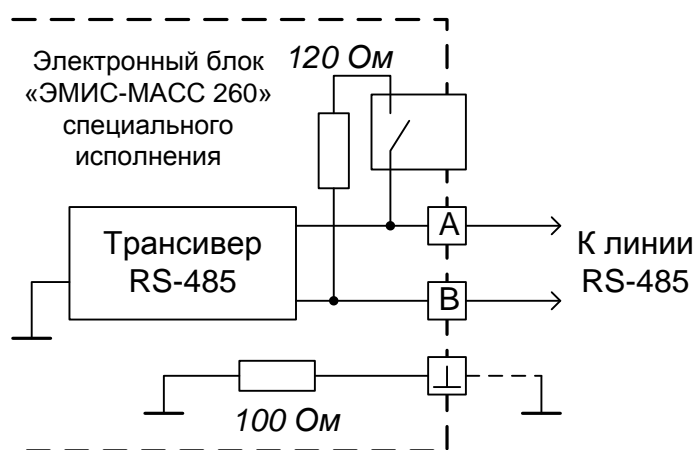 Электронный блок
«ЭМИС-МАСС 260»
специального
исполнения
120 Ом
Трансивер
RS-485
A
B
К линии
RS-485
100 Ом